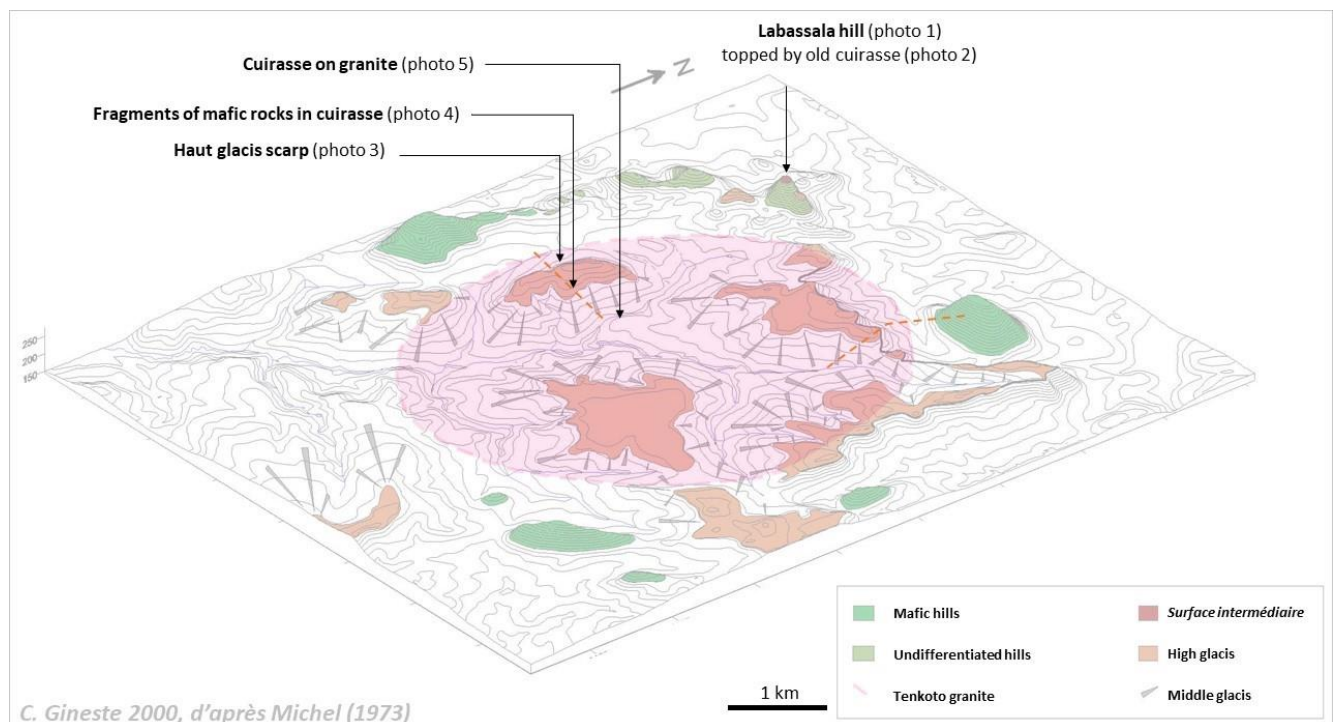 Labassala hill (photo 1)
topped by old cuirasse (photo 2)
Cuirasse on granite (photo 5)
N
Fragments of mafic rocks in cuirasse (photo 4)
Haut glacis scarp (photo 3)
250
200
150
Mafic hills
Surface intermédiaire
Undifferentiated hills
High glacis
1 km
Tenkoto granite
Middle glacis
C. Gineste 2000, d'après Michel (1973)